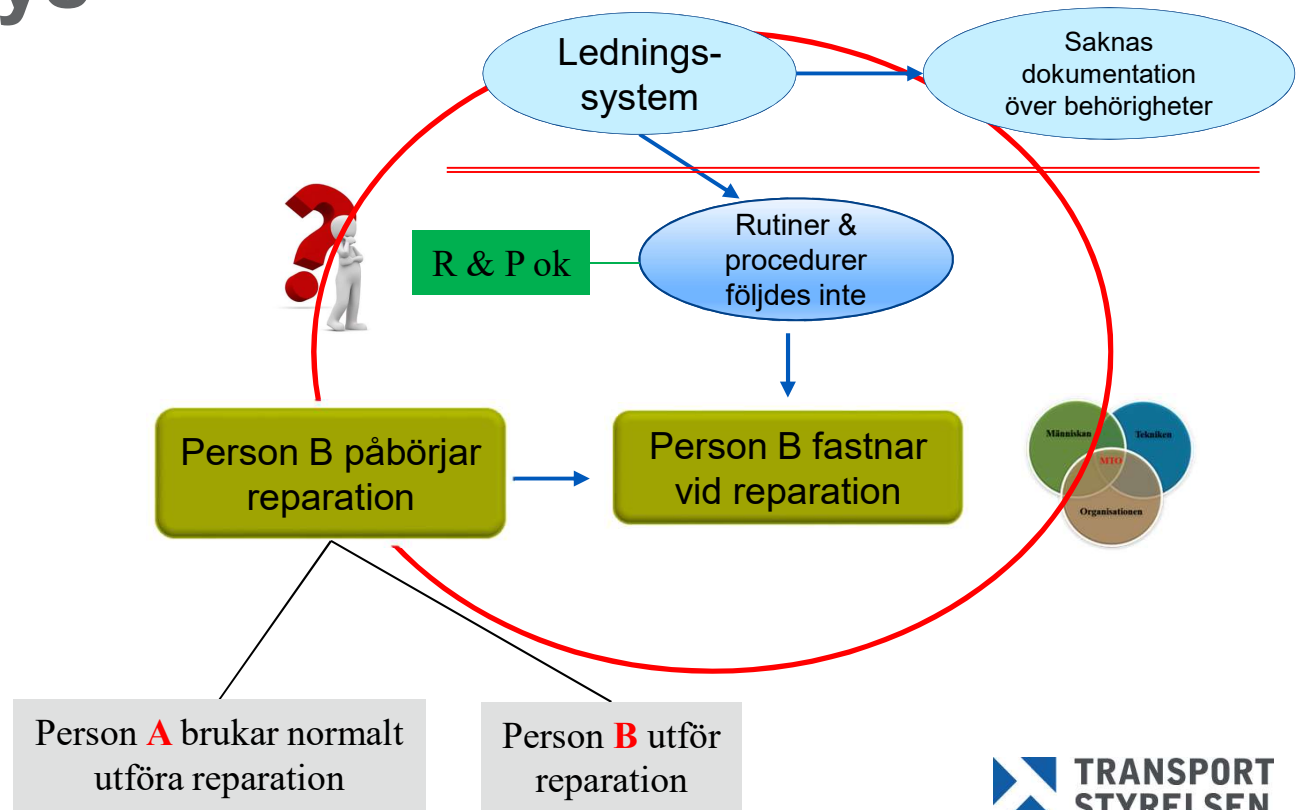 Lednings-
system
Saknas
dokumentation
över behörigheter
R & P ok
Rutiner &
procedurer
följdes inte
Person B påbörjar
reparation
Person B fastnar
vid reparation
Människan
Tekniken
MTO
Organisationen
Person A brukar normalt
utföra reparation
Person B utför
reparation
TRANSPORT
STYRELSEN